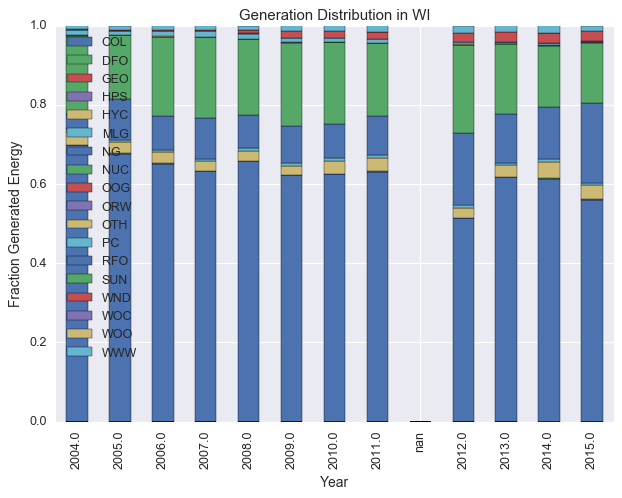 Generation Distribution in WI
Fraction Generated Energy
1.0
0.8
0.6
0.4
0.2
0.0
COL
DFO
GEO
HPS
HYC
MLG
NG
NUC
OOG
ORW
OTH
PC
RFO
SUN
WND
WOC
WOO
WWW
2004.0
2005.0
2006.0
2007.0
2008.0
2009.0
2010.0
2011.0
nan
2012.0
2013.0
2014.0
2015.0
Year